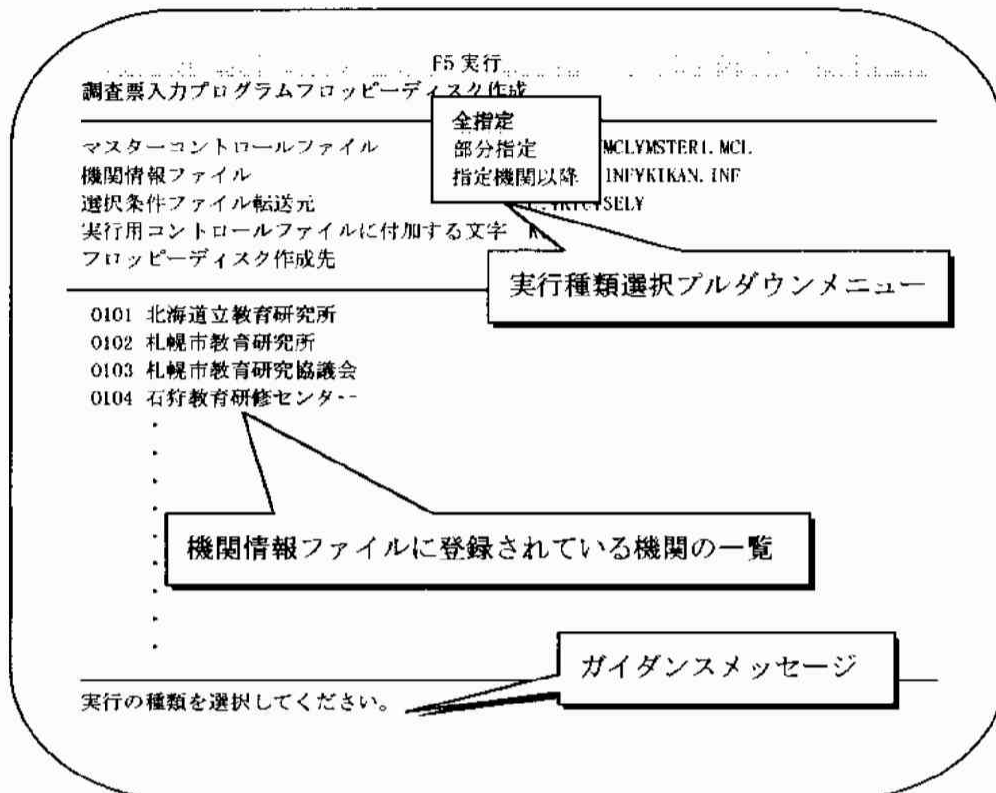 F5 実行
調査票入力プログラムフロッピーディスク作成
全指定
部分指定
指定機関以降
マスターコントロールファイル MCL¥MSTER1.MCL
機関情報ファイル INF¥KIKAN.INF
選択条件ファイル転送元
実行用コントロールファイルに付加する文字
フロッピーディスク作成先
実行種類選択プルダウンメニュー
0101 北海道立教育研究所
0102 札幌市教育研究所
0103 札幌市教育研究協議会
0104 石狩教育研修センター
機関情報ファイルに登録されている機関の一覧
ガイダンスメッセージ
実行の種類を選択してください。